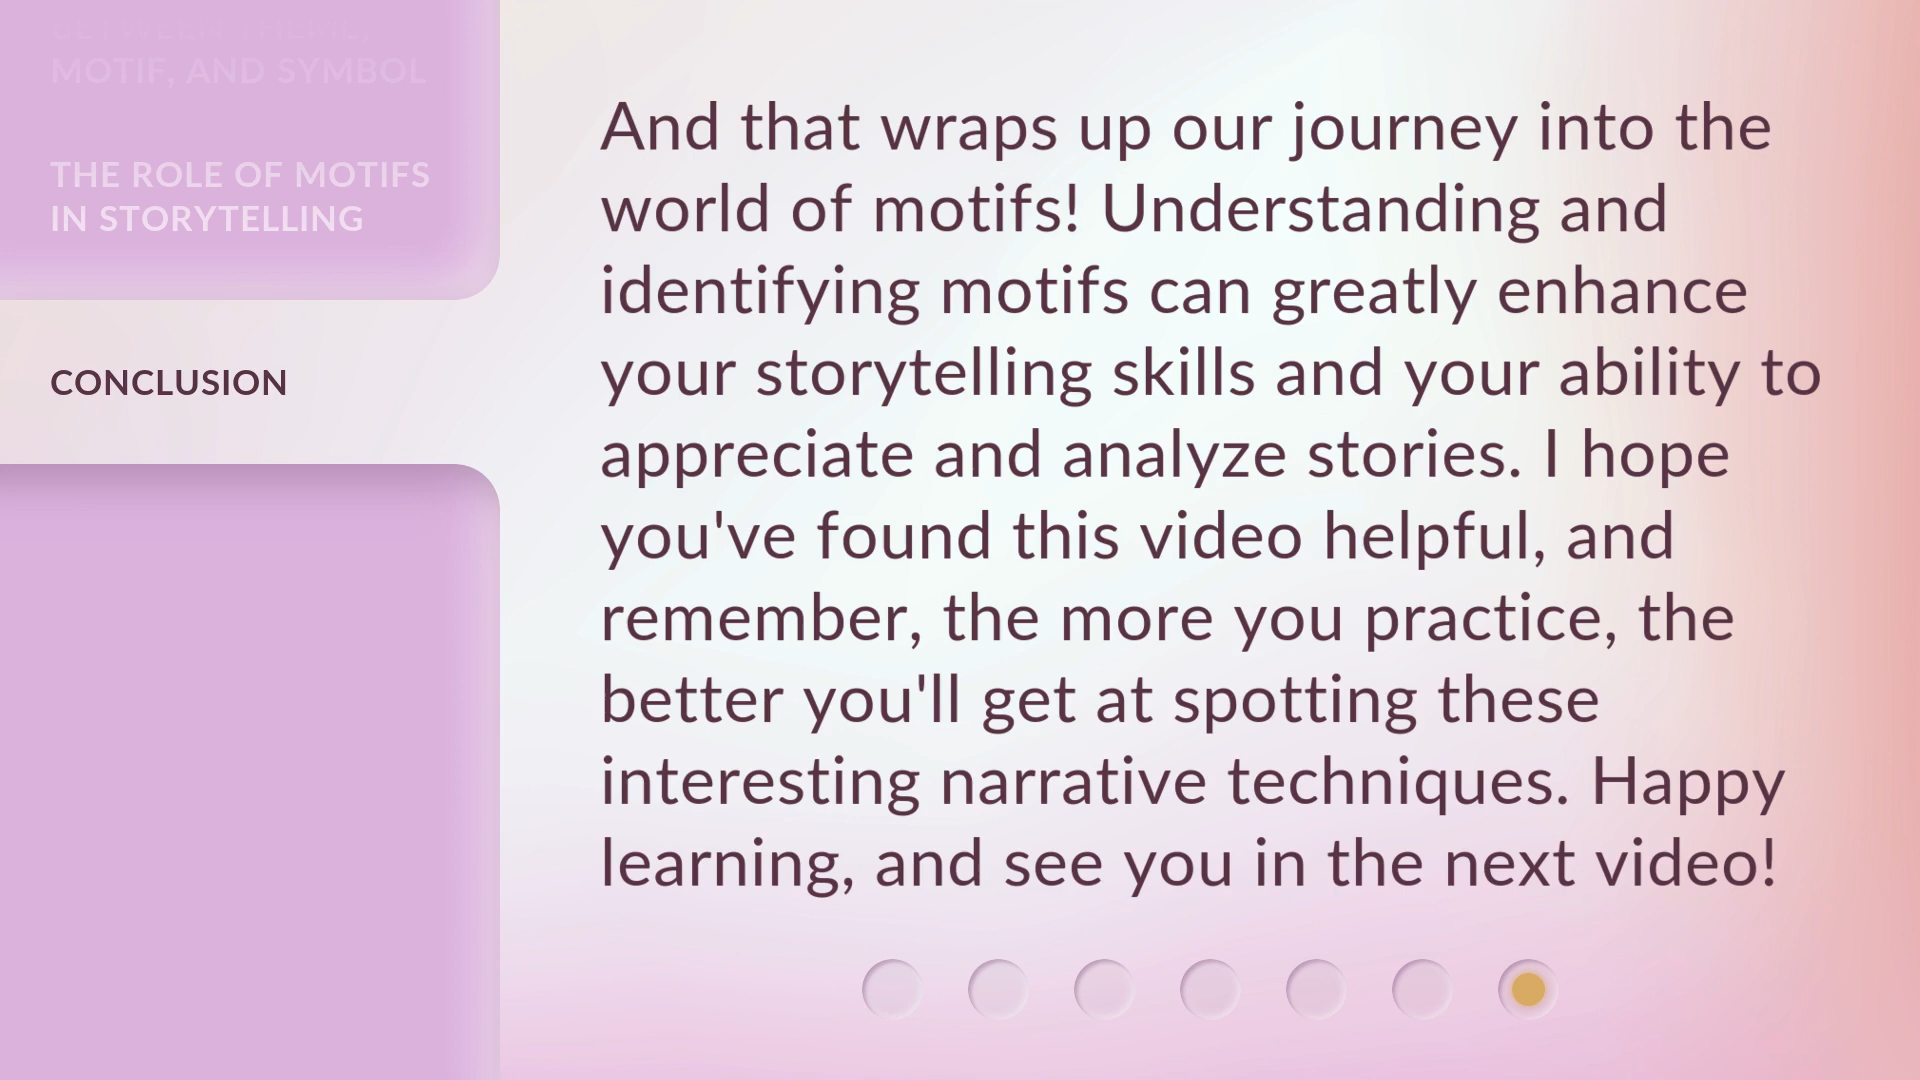 BETWEEN THEME,
MOTIF, AND SYMBOL
THE ROLE OF MOTIFS
IN STORYTELLING
CONCLUSION
And that wraps up our journey into the
world of motifs! Understanding and
identifying motifs can greatly enhance
your storytelling skills and your ability to
appreciate and analyze stories. I hope
you've found this video helpful, and
remember, the more you practice, the
better you'll get at spotting these
interesting narrative techniques. Happy
learning, and see you in the next video!